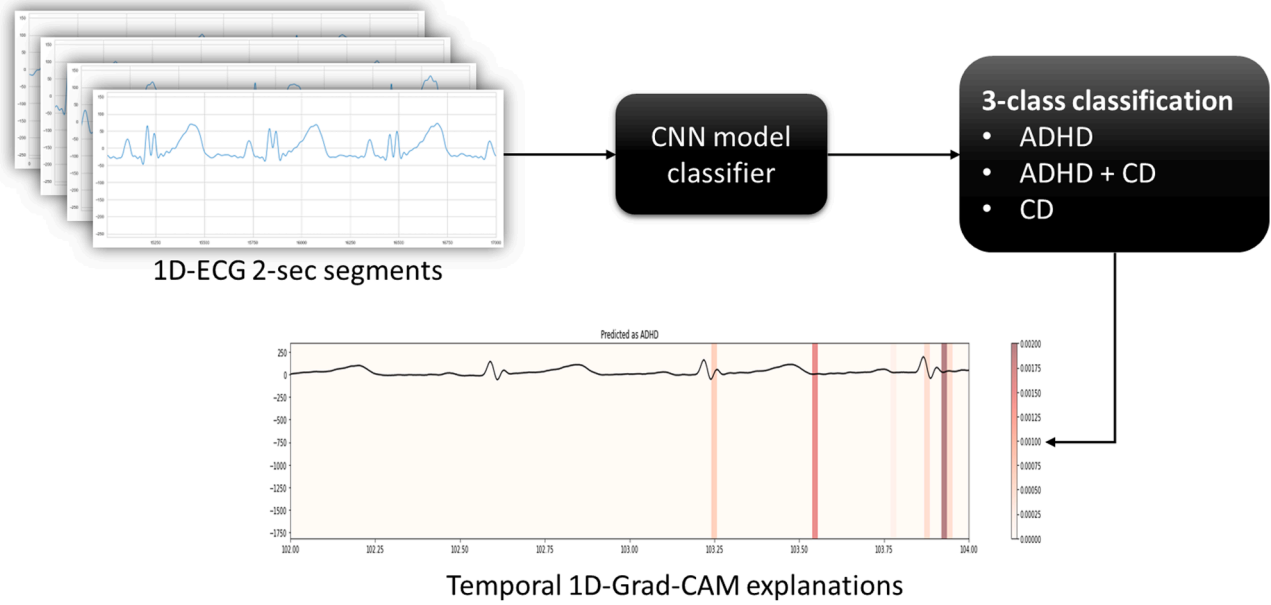 1D-ECG 2-sec segments
CNN model
classifier
3-class classification
• ADHD
• ADHD + CD
• CD
Predicted as ADHD
250
0
−250
−500
−750
−1000
−1250
−1500
−1750
102.00 102.25 102.50 102.75 103.00 103.25 103.50 103.75 104.00
0.00200
0.00175
0.00150
0.00125
0.00100
0.00075
0.00050
0.00025
0.00000
Temporal 1D-Grad-CAM explanations